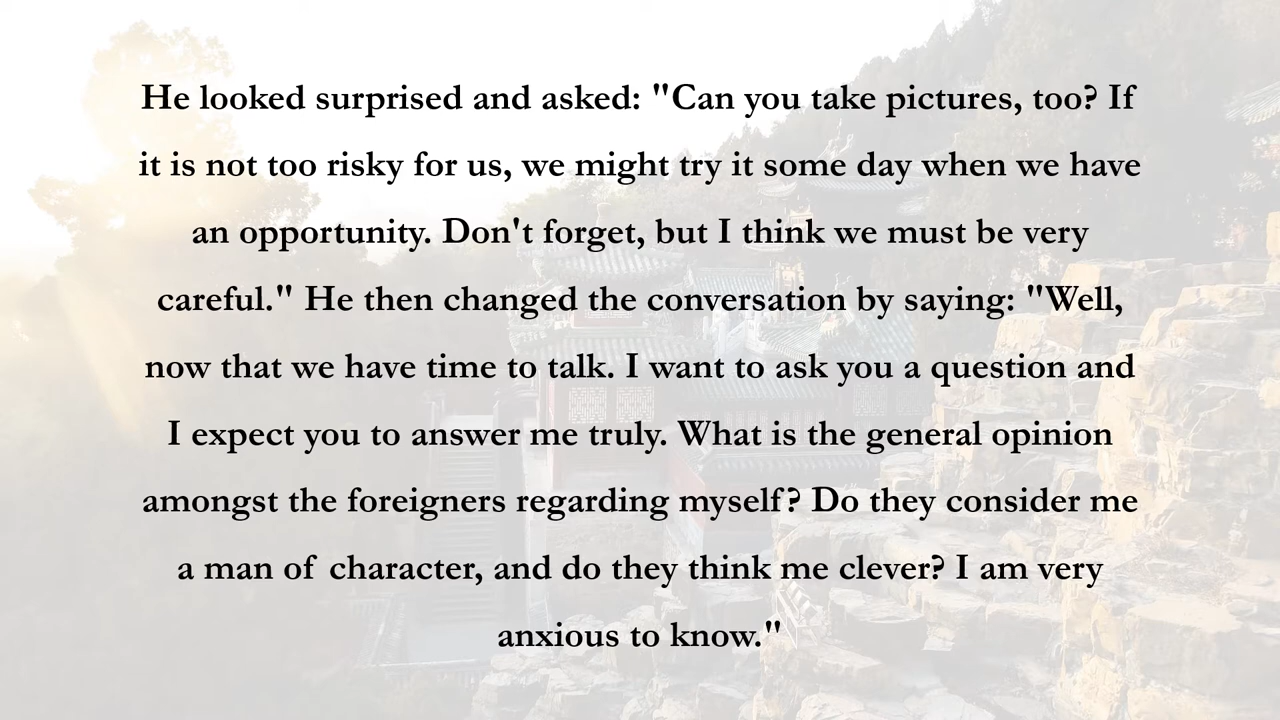 He looked surprised and asked: "Can you take pictures, too? If
it is not too risky for us, we might try it some day when we have
an opportunity. Don't forget, but I think we must be very
careful." He then changed the conversation by saying: "Well,
now that we have time to talk. I want to ask you a question and
I expect you to answer me truly. What is the general opinion
amongst the foreigners regarding myself? Do they consider me
a man of character, and do they think me clever? I am very
anxious to know."